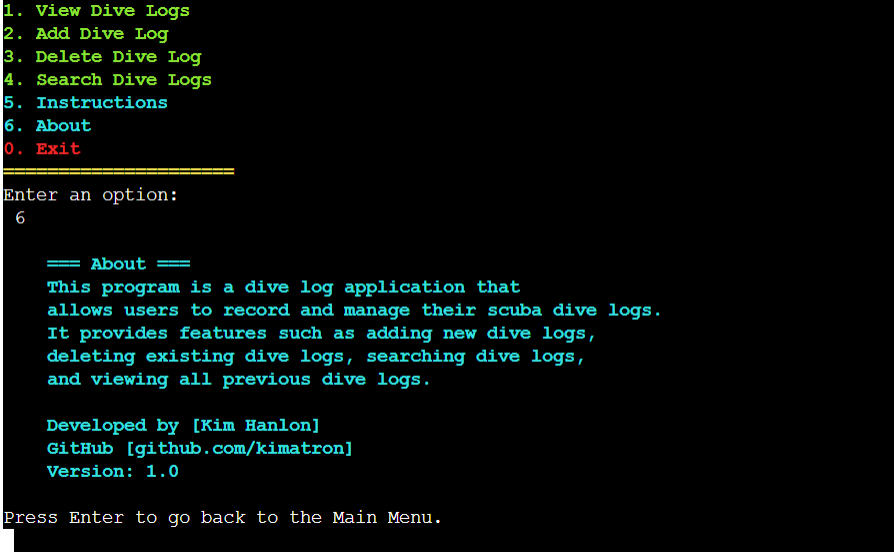 1. View Dive Logs
2. Add Dive Log
3. Delete Dive Log
4. Search Dive Logs
5. Instructions
6. About
0. Exit
=====================
Enter an option:
6
=== About ===
This program is a dive log application that
allows users to record and manage their scuba dive logs.
It provides features such as adding new dive logs,
deleting existing dive logs, searching dive logs,
and viewing all previous dive logs.
Developed by [Kim Hanlon]
GitHub [github.com/kimatron]
Version: 1.0
Press Enter to go back to the Main Menu.